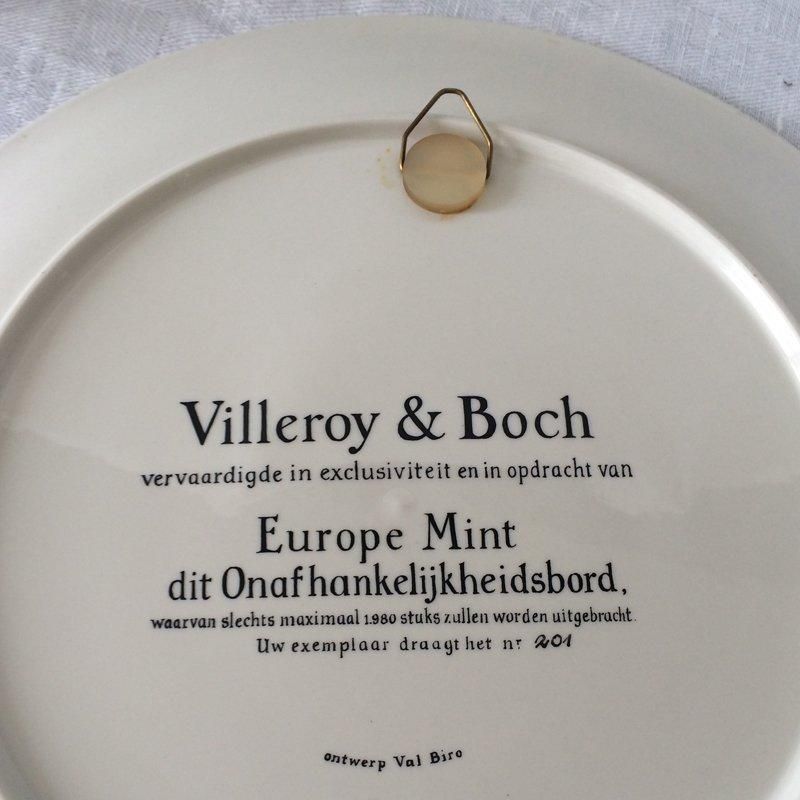 Villeroy & Boch
vervaardigde in exclusiviteit en in opdracht van
Europe Mint
dit Onafhankelijkheidsbord,
waarvan slechts maximaal 1.980 stuks zullen worden uitgebracht.
Uw exemplaar draagt het nr 201
ontwerp Val Biro